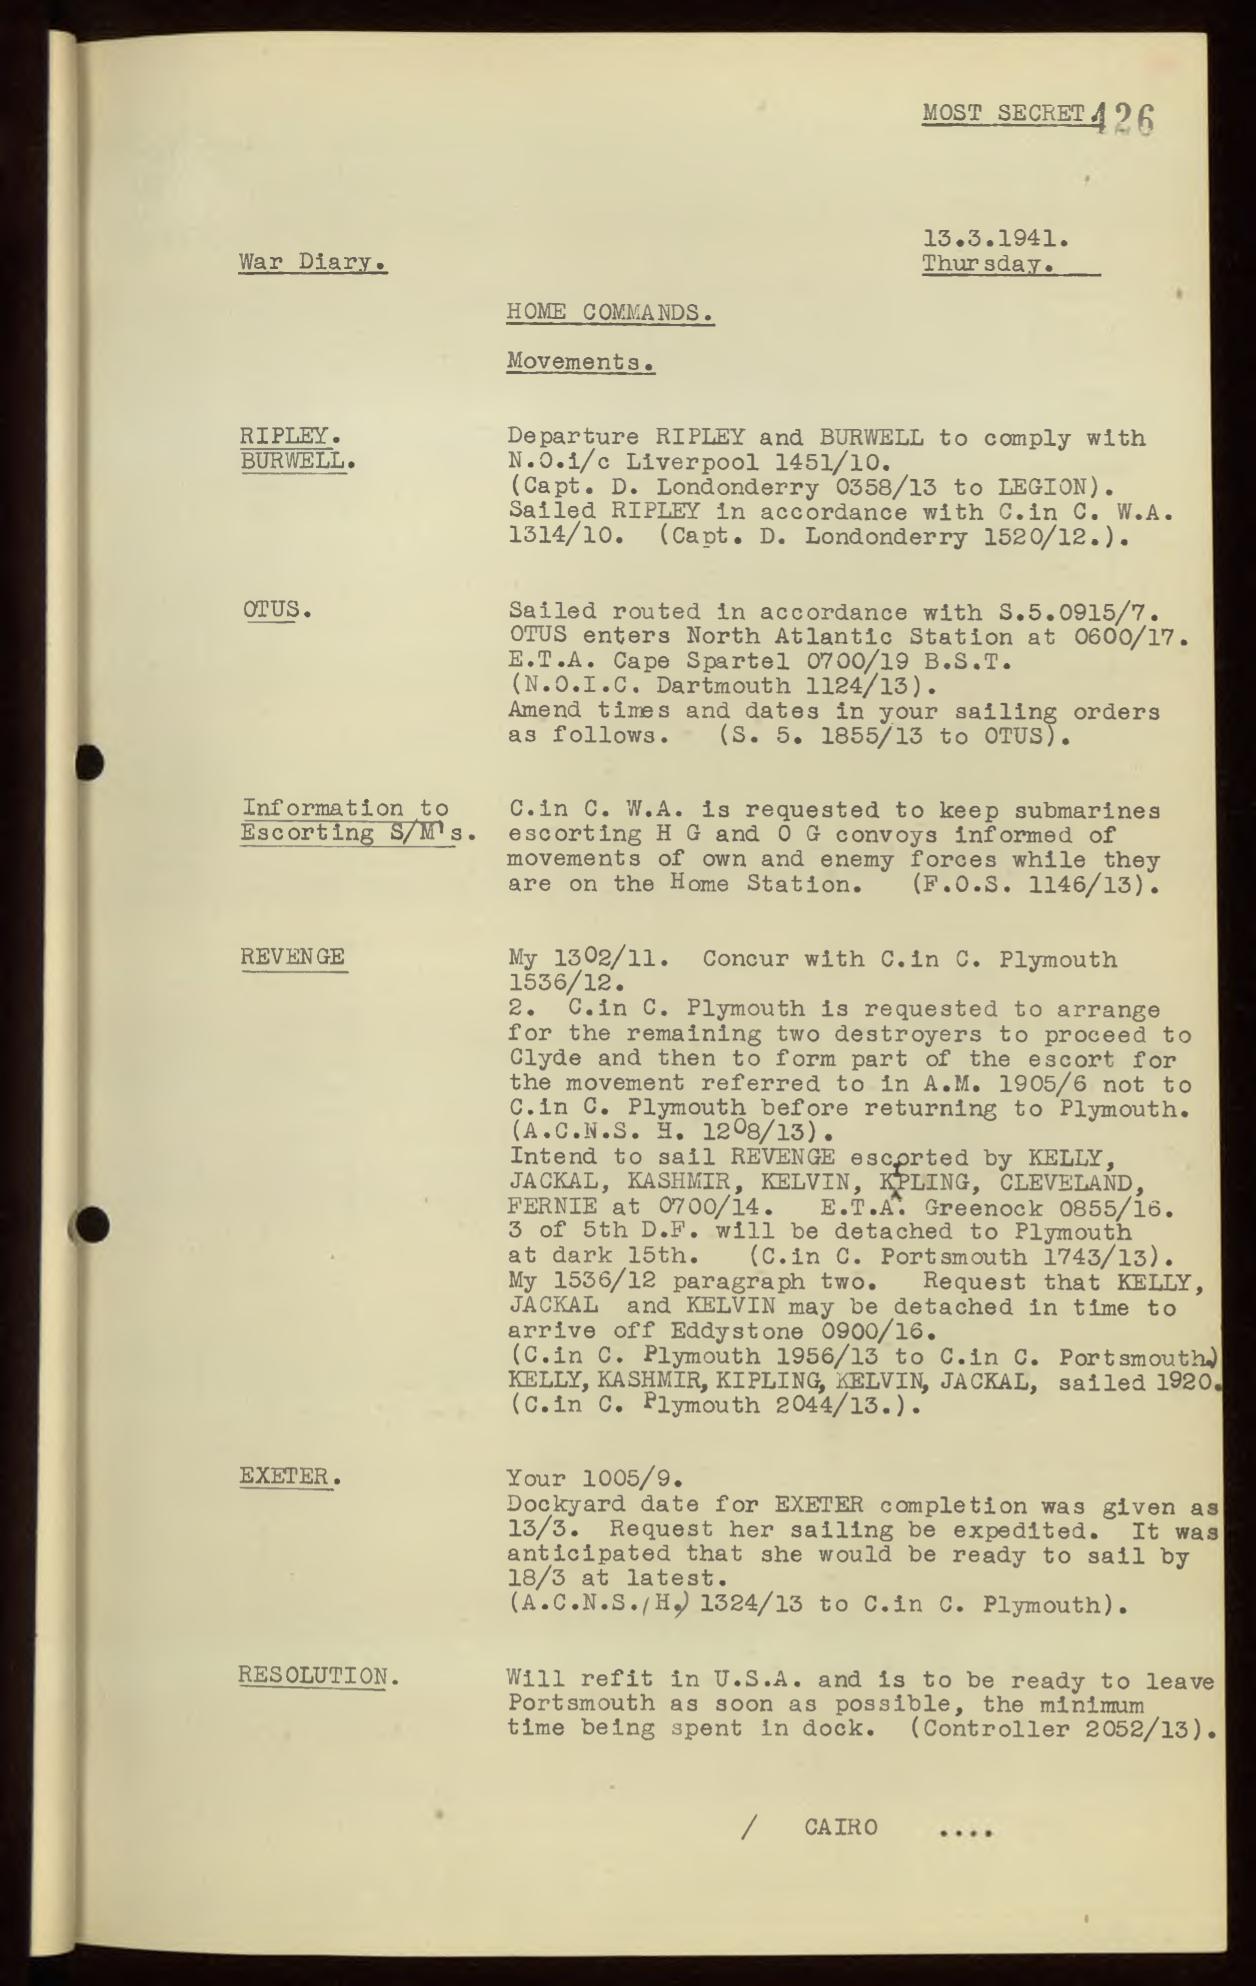 MOST SECRET 126
13.3.1941.
War Diary.
Thursday.
HOME COMMANDS.
Movements.
RIPLEY.
BURWELL.
Departure RIPLEY and BURWELL to comply with
N.O.i/c Liverpool 1451/10.
(Capt. D. Londonderry 0358/13 to LEGION).
Sailed RIPLEY in accordance with C.in C. W.A.
1314/10. (Capt. D. Londonderry 1520/12.).
OTUS.
Sailed routed in accordance with S.5.0915/7.
OTUS enters North Atlantic Station at 0600/17.
E.T.A. Cape Spartel 0700/19 B.S.T.
(N.O.I.C. Dartmouth 1124/13).
Amend times and dates in your sailing orders
as follows. (S. 5. 1855/13 to OTUS).
Information to
Escorting S/M's.
C.in C. W.A. is requested to keep submarines
escorting H G and O G convoys informed of
movements of own and enemy forces while they
are on the Home Station. (F.O.S. 1146/13).
REVENGE
My 1302/11. Concur with C.in C. Plymouth
1536/12.
2. C.in C. Plymouth is requested to arrange
for the remaining two destroyers to proceed to
Clyde and then to form part of the escort for
the movement referred to in A.M. 1905/6 not to
C.in C. Plymouth before returning to Plymouth.
(A.C.N.S. H. 1208/13).
Intend to sail REVENGE escorted by KELLY,
JACKAL, KASHMIR, KELVIN, KIPLING, CLEVELAND,
FERNIE at 0700/14. E.T.A. Greenock 0855/16.
3 of 5th D.F. will be detached to Plymouth
at dark 15th. (C.in C. Portsmouth 1743/13).
My 1536/12 paragraph two. Request that KELLY,
JACKAL and KELVIN may be detached in time to
arrive off Eddystone 0900/16.
(C.in C. Plymouth 1956/13 to C.in C. Portsmouth.)
KELLY, KASHMIR, KIPLING, KELVIN, JACKAL, sailed 1920.
(C.in C. Plymouth 2044/13.).
EXETER.
Your 1005/9.
Dockyard date for EXETER completion was given as
13/3. Request her sailing be expedited. It was
anticipated that she would be ready to sail by
18/3 at latest.
(A.C.N.S.(H.) 1324/13 to C.in C. Plymouth).
RESOLUTION.
Will refit in U.S.A. and is to be ready to leave
Portsmouth as soon as possible, the minimum
time being spent in dock. (Controller 2052/13).
/ CAIRO ....